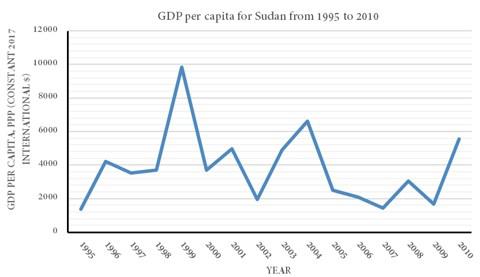 GDP per capita for Sudan from 1995 to 2010
GDP PER CAPITA, PPP (CONSTANT 2017
INTERNATIONAL $)
12000
10000
8000
6000
4000
2000
0
1995 1996 1997 1998 1999 2000 2001 2002 2003 2004 2005 2006 2007 2008 2009 2010
YEAR